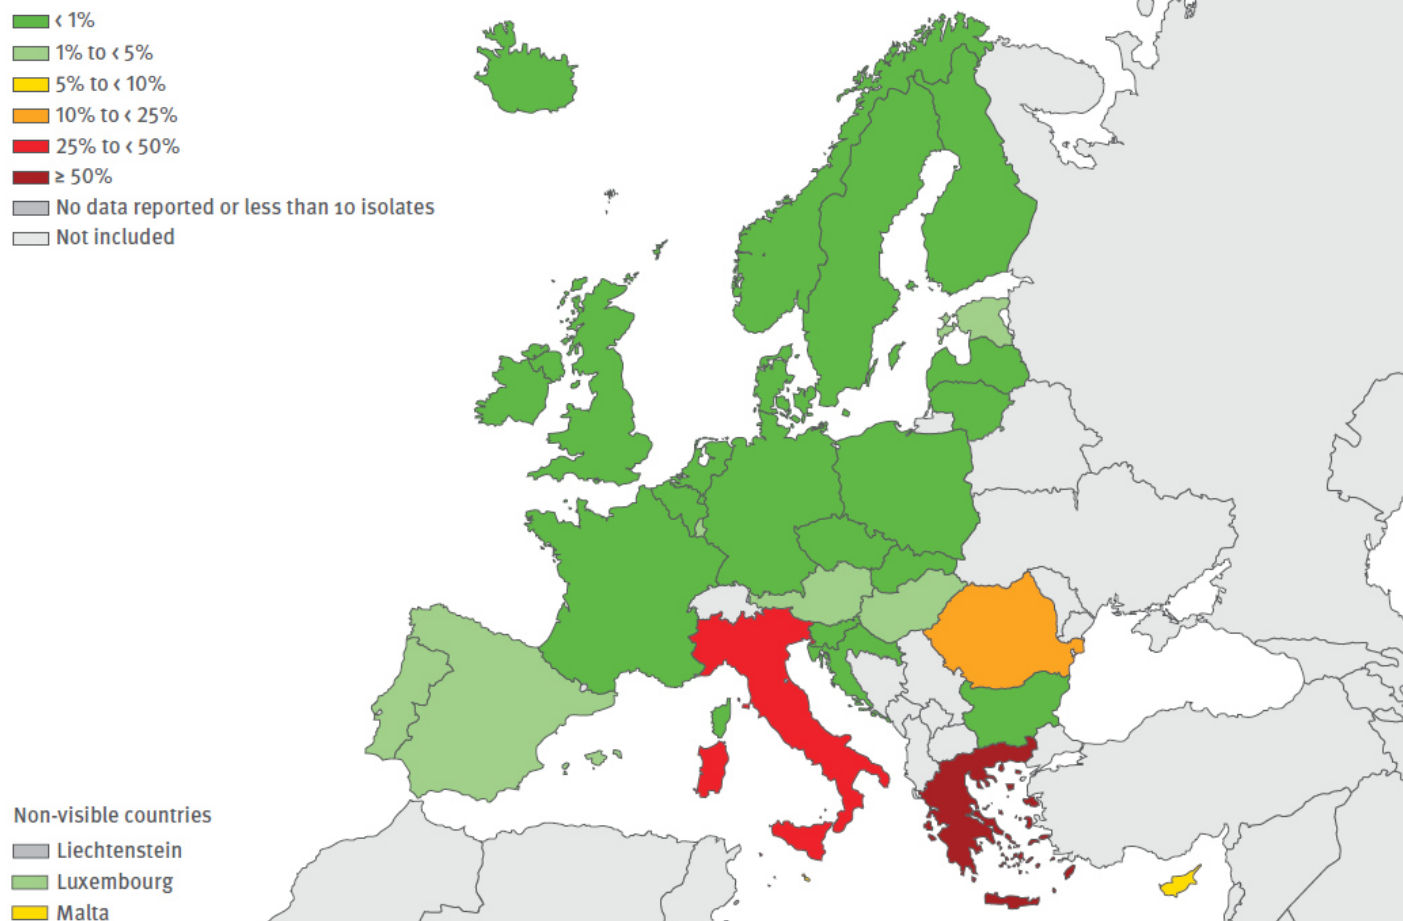 < 1%
1% to < 5%
5% to < 10%
10% to < 25%
25% to < 50%
≥ 50%
No data reported or less than 10 isolates
Not included
Non-visible countries
Liechtenstein
Luxembourg
Malta